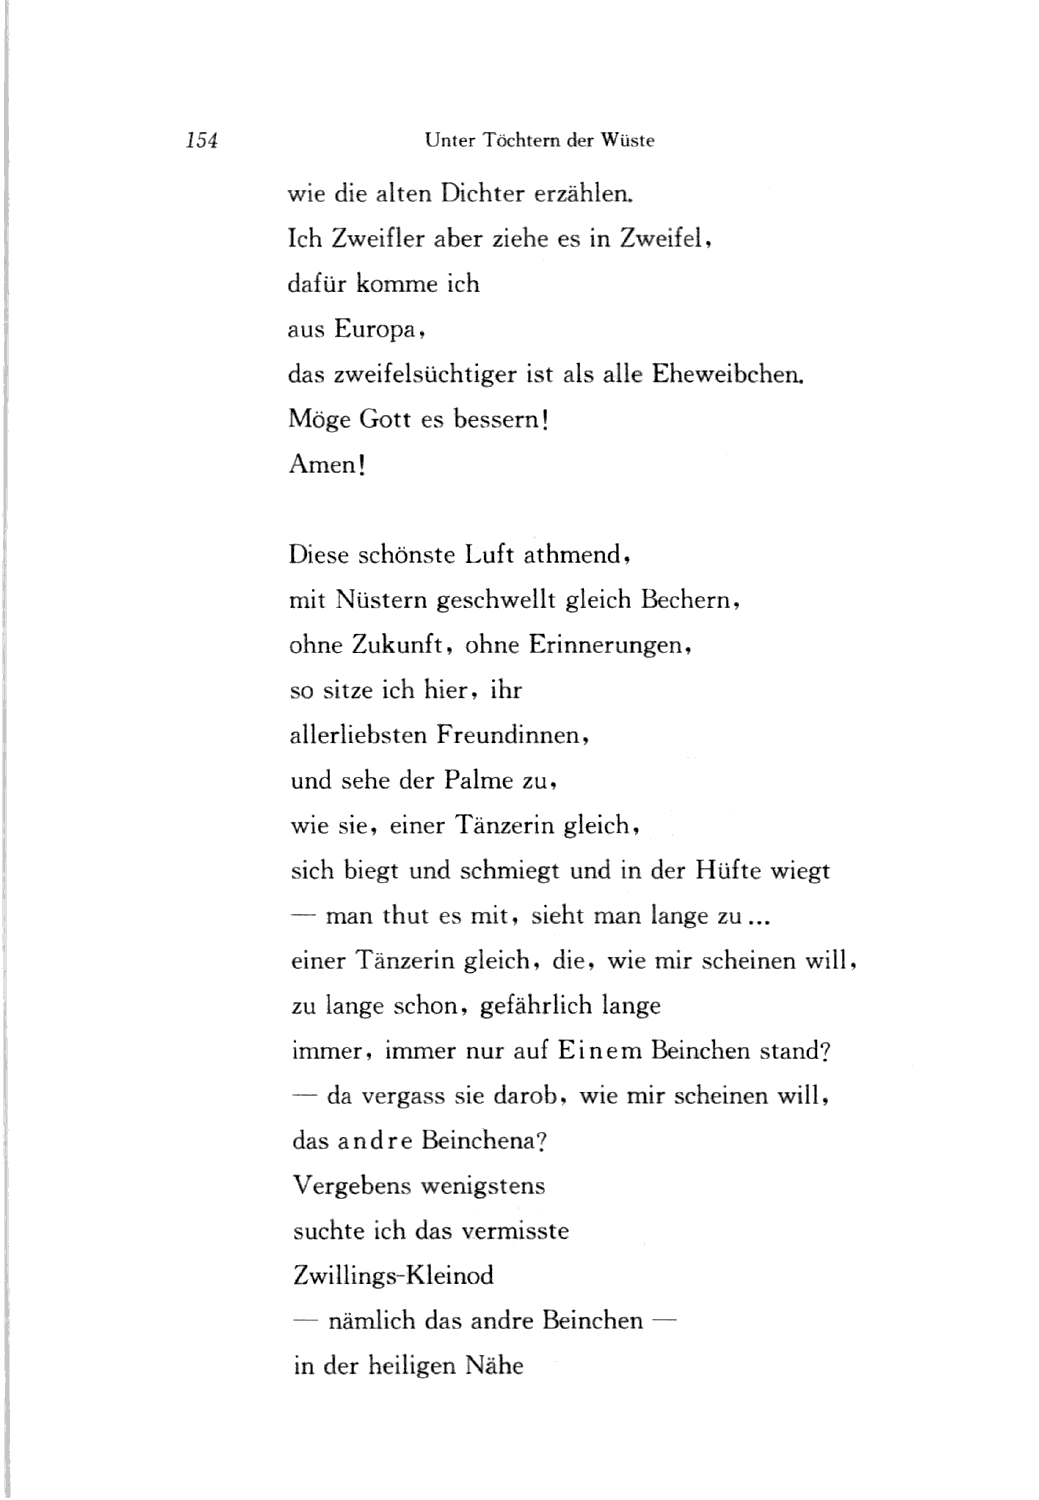 154 Unter Töchtern der Wüste
wie die alten Dichter erzählen.
Ich Zweifler aber ziehe es in Zweifel,
dafür komme ich
aus Europa,
das zweifelsüchtiger ist als alle Eheweibchen.
Möge Gott es bessern!
Amen!

Diese schönste Luft athmend,
mit Nüstern geschwellt gleich Bechern,
ohne Zukunft, ohne Erinnerungen,
so sitze ich hier, ihr
allerliebsten Freundinnen,
und sehe der Palme zu,
wie sie, einer Tänzerin gleich,
sich biegt und schmiegt und in der Hüfte wiegt
— man thut es mit, sieht man lange zu ...
einer Tänzerin gleich, die, wie mir scheinen will,
zu lange schon, gefährlich lange
immer, immer nur auf Einem Beinchen stand?
— da vergass sie darob, wie mir scheinen will,
das andre Beinchena?
Vergebens wenigstens
suchte ich das vermisste
Zwillings-Kleinod
— nämlich das andre Beinchen —
in der heiligen Nähe